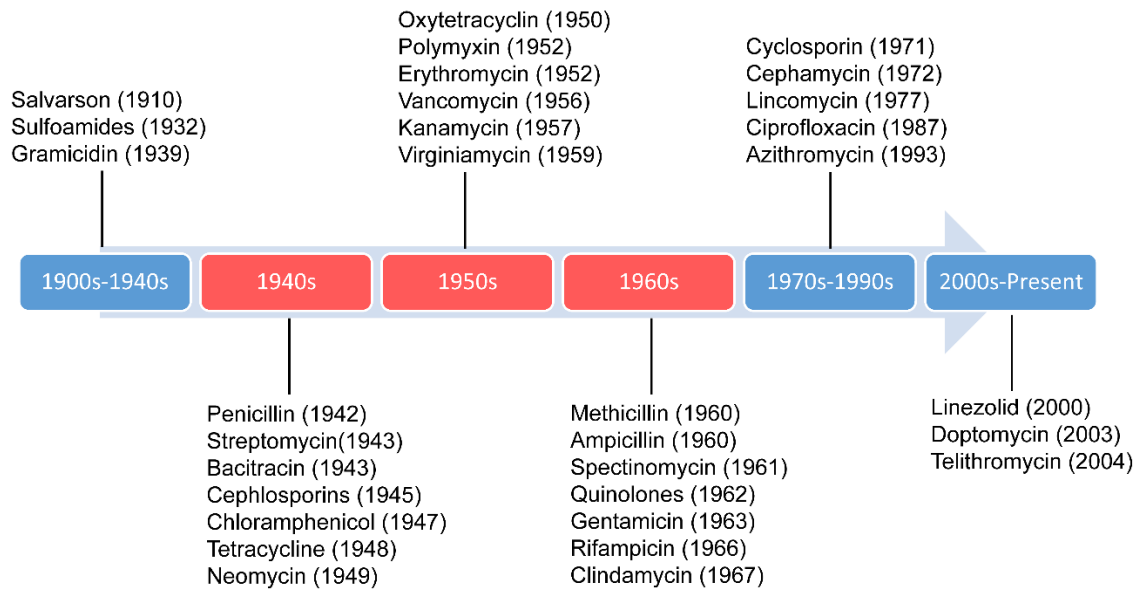 Salvarson (1910)
Sulfoamides (1932)
Gramicidin (1939)
Oxytetracyclin (1950)
Polymyxin (1952)
Erythromycin (1952)
Vancomycin (1956)
Kanamycin (1957)
Virginiamycin (1959)
Cyclosporin (1971)
Cephamycin (1972)
Lincomycin (1977)
Ciprofloxacin (1987)
Azithromycin (1993)
1900s-1940s
1940s
1950s
1960s
1970s-1990s
2000s-Present
Penicillin (1942)
Streptomycin(1943)
Bacitracin (1943)
Cephlosporins (1945)
Chloramphenicol (1947)
Tetracycline (1948)
Neomycin (1949)
Methicillin (1960)
Ampicillin (1960)
Spectinomycin (1961)
Quinolones (1962)
Gentamicin (1963)
Rifampicin (1966)
Clindamycin (1967)
Linezolid (2000)
Doptomycin (2003)
Telithromycin (2004)